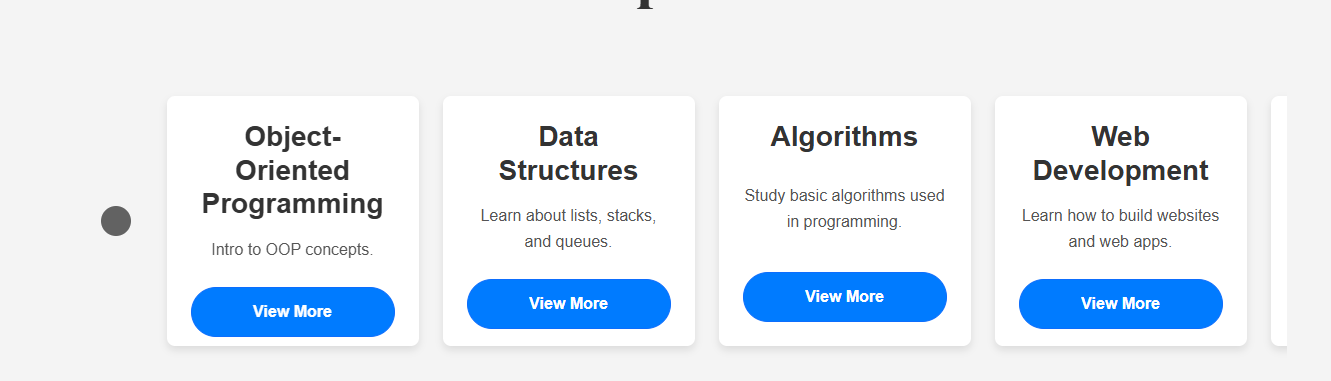 Object-
Oriented
Programming
Intro to OOP concepts.
View More
Data
Structures
Learn about lists, stacks,
and queues.
View More
Algorithms
Study basic algorithms used
in programming.
View More
Web
Development
Learn how to build websites
and web apps.
View More